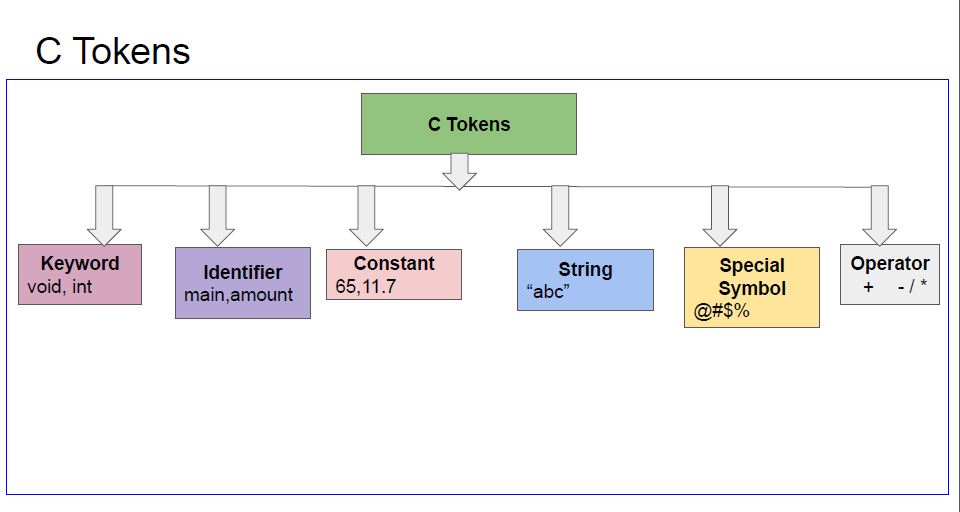 C Tokens
C Tokens
Keyword
void, int
Identifier
main,amount
Constant
65,11.7
String
“abc”
Special
Symbol
@#$%
Operator
+ - / *